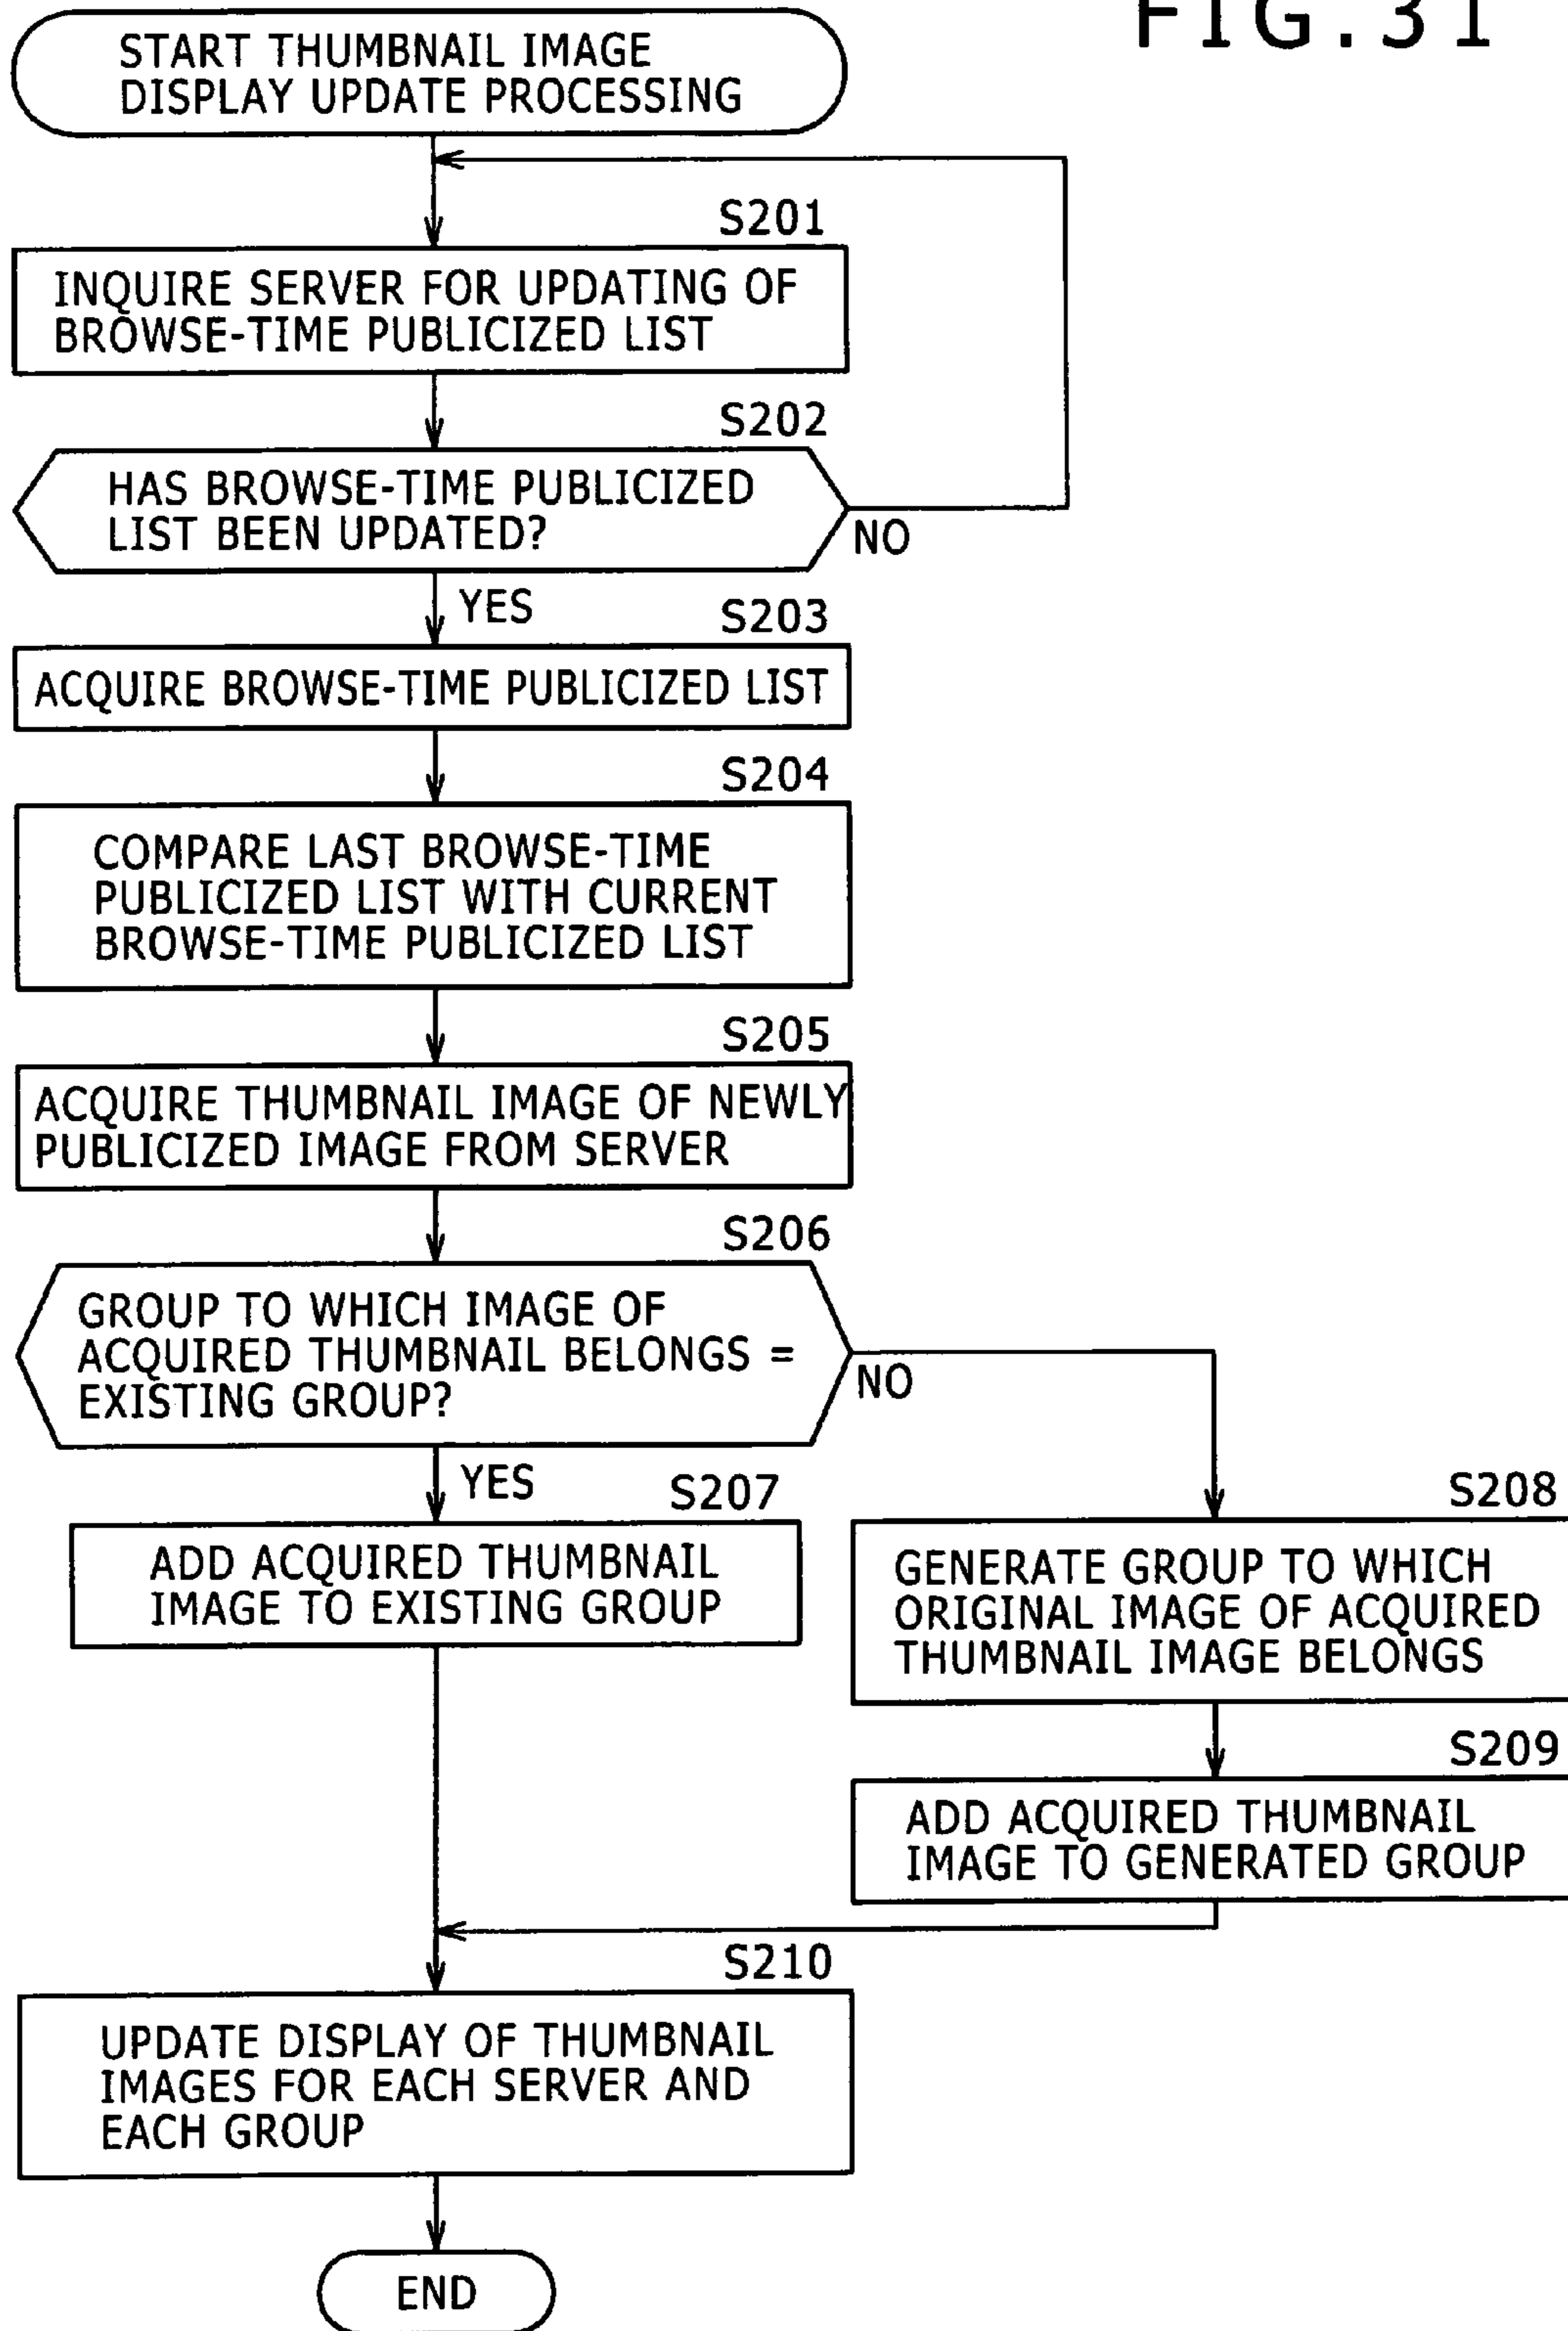 FIG.31
START THUMBNAIL IMAGE
DISPLAY UPDATE PROCESSING
S201
INQUIRE SERVER FOR UPDATING OF
BROWSE-TIME PUBLICIZED LIST
S202
HAS BROWSE-TIME PUBLICIZED
LIST BEEN UPDATED?
NO
YES
S203
ACQUIRE BROWSE-TIME PUBLICIZED LIST
S204
COMPARE LAST BROWSE-TIME
PUBLICIZED LIST WITH CURRENT
BROWSE-TIME PUBLICIZED LIST
S205
ACQUIRE THUMBNAIL IMAGE OF NEWLY
PUBLICIZED IMAGE FROM SERVER
S206
GROUP TO WHICH IMAGE OF
ACQUIRED THUMBNAIL BELONGS =
EXISTING GROUP?
NO
YES
S207
ADD ACQUIRED THUMBNAIL
IMAGE TO EXISTING GROUP
S208
GENERATE GROUP TO WHICH
ORIGINAL IMAGE OF ACQUIRED
THUMBNAIL IMAGE BELONGS
S209
ADD ACQUIRED THUMBNAIL
IMAGE TO GENERATED GROUP
S210
UPDATE DISPLAY OF THUMBNAIL
IMAGES FOR EACH SERVER AND
EACH GROUP
END